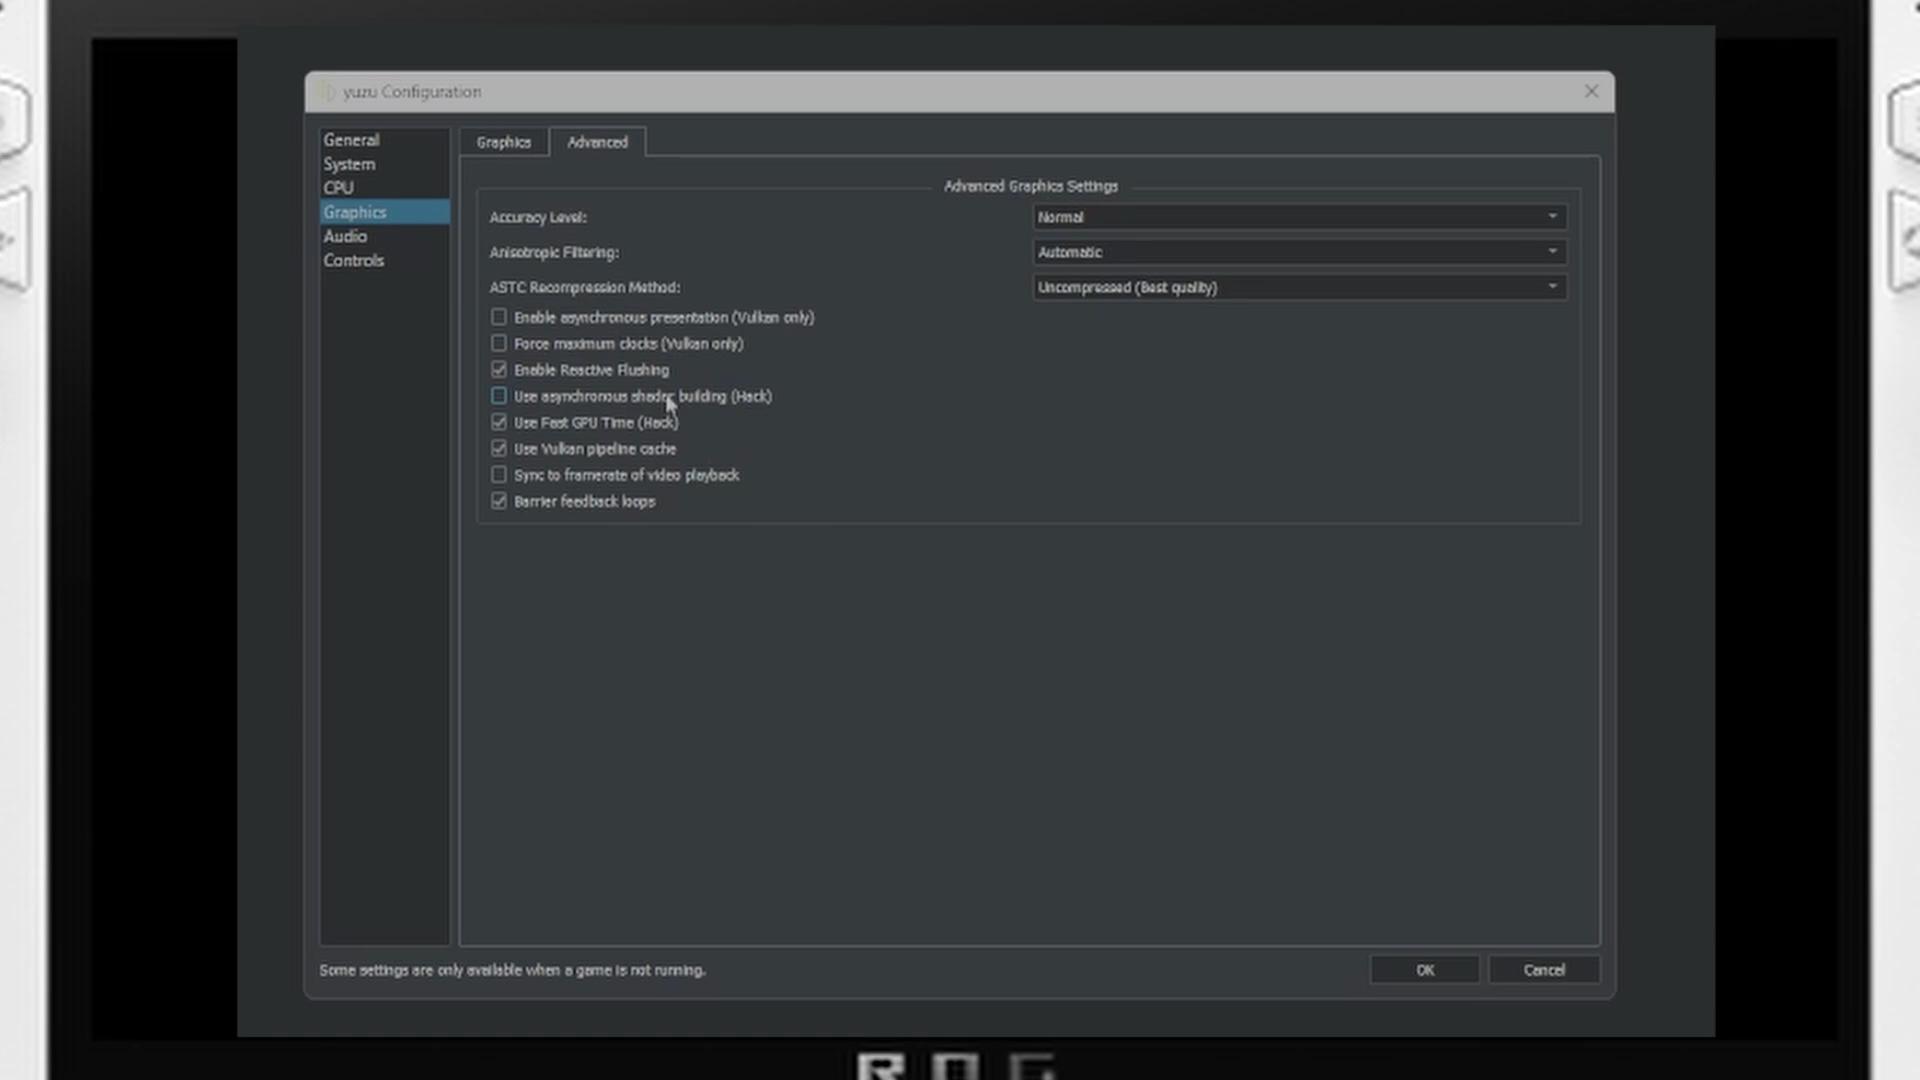 yuzu Configuration
General
System
CPU
Graphics
Audio
Controls
Graphics
Advanced
Advanced Graphics Settings
Accuracy Level:
Normal
Anisotropic Filtering:
Automatic
ASTC Recompression Method:
Uncompressed (Best quality)
Enable asynchronous presentation (Vulkan only)
Force maximum clocks (Vulkan only)
Enable Reactive Flushing
Use asynchronous shader building (Hack)
Use Fast GPU Time (Hack)
Use Vulkan pipeline cache
Sync to framerate of video playback
Barrier feedback loops
Some settings are only available when a game is not running.
OK
Cancel
ROG